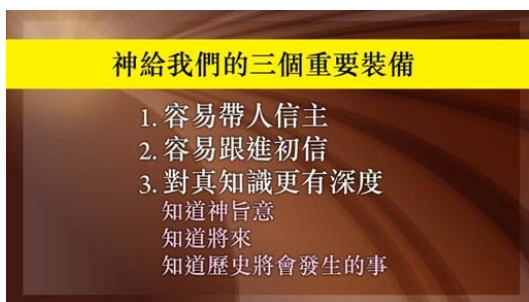 神給我們的三個重要裝備
1. 容易帶人信主
2. 容易跟進初信
3. 對真知識更有深度
知道神旨意
知道將來
知道歷史將會發生的事